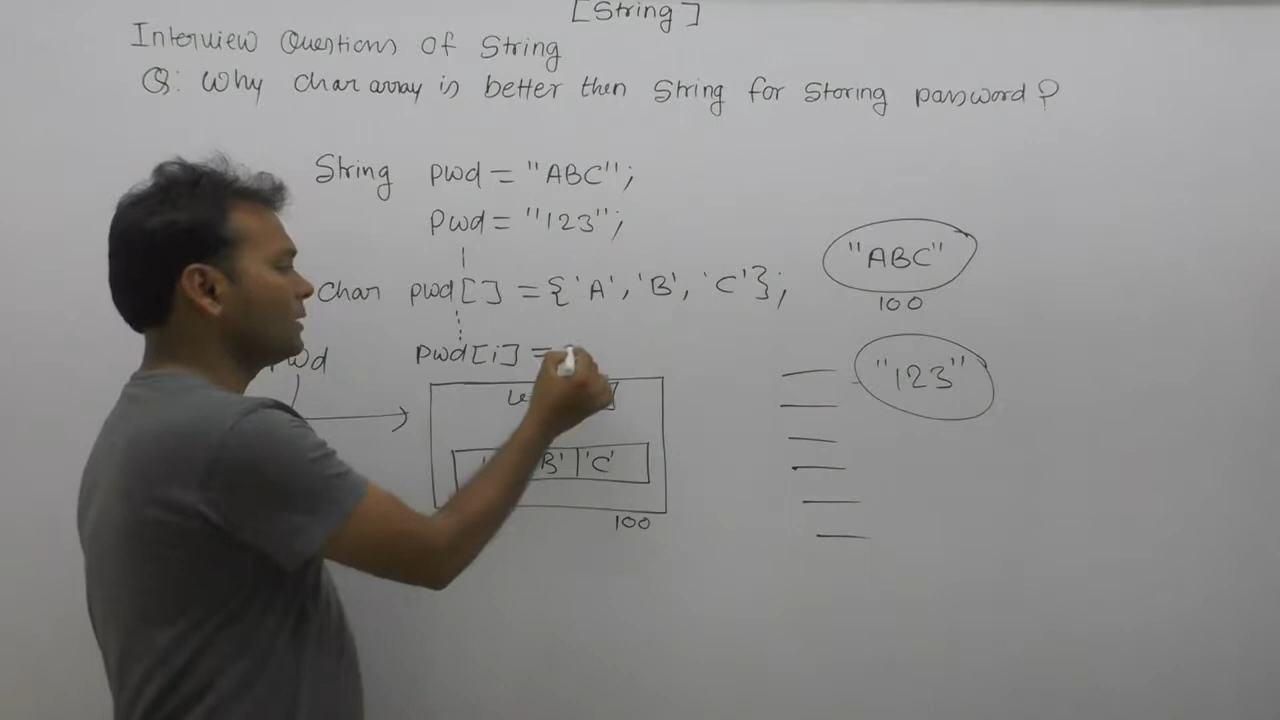 [String]
Interview Questions of String
Q: Why char array is better then String for Storing password?
String pwd = "ABC";
pwd = "123";
"ABC"
100
char pwd[] = {'A', 'B', 'C'};
"123"
pwd[i] =
'C'
100